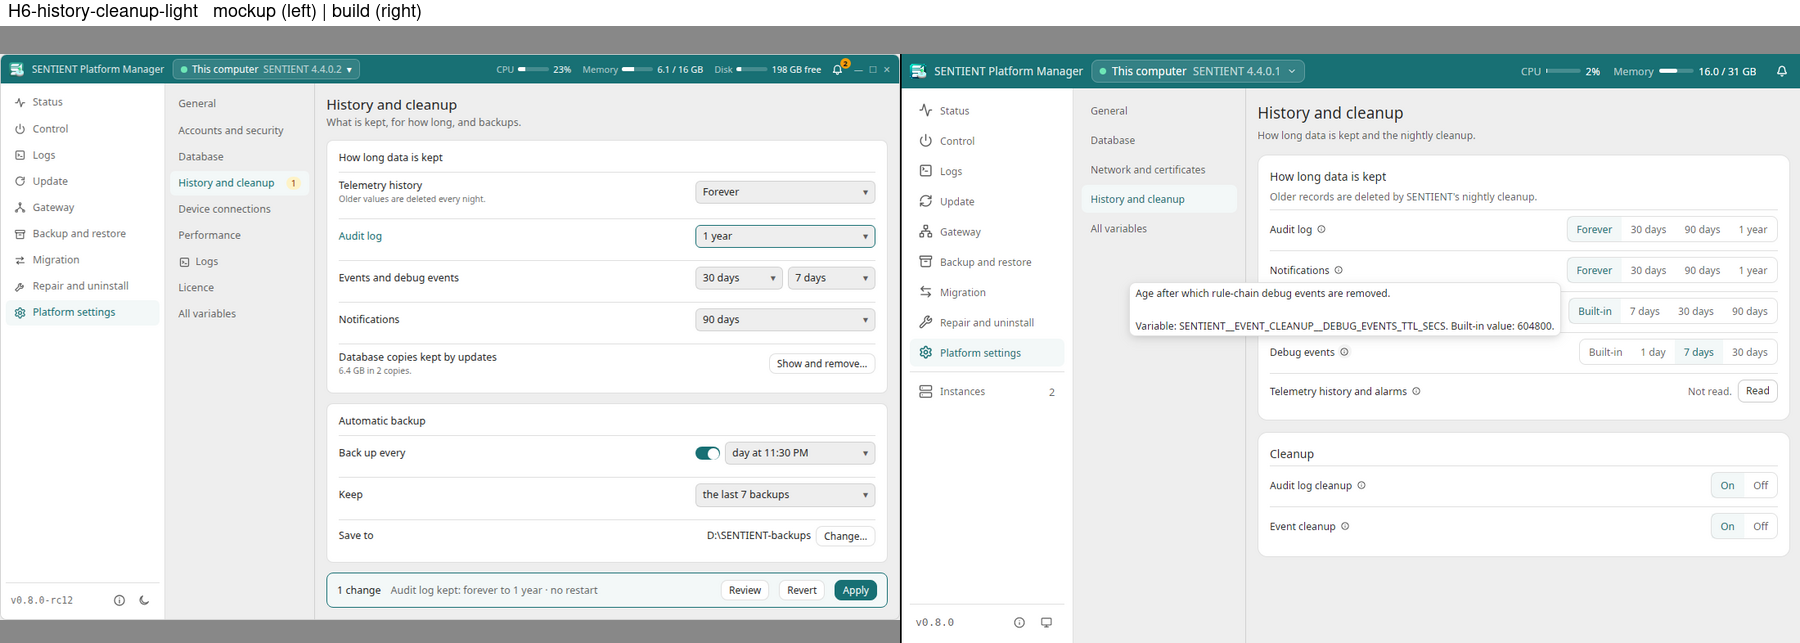 H6-history-cleanup-light mockup (left) | build (right)
SENTIENT Platform Manager
This computer SENTIENT 4.4.0.2
CPU 23% Memory 6.1 / 16 GB Disk 198 GB free 2
Status
Control
Logs
Update
Gateway
Backup and restore
Migration
Repair and uninstall
Platform settings
v0.8.0-rc12
General
Accounts and security
Database
History and cleanup 1
Device connections
Performance
Logs
Licence
All variables
History and cleanup
What is kept, for how long, and backups.
How long data is kept
Telemetry history
Older values are deleted every night.
Forever
Audit log
1 year
Events and debug events
30 days
7 days
Notifications
90 days
Database copies kept by updates
6.4 GB in 2 copies.
Show and remove...
Automatic backup
Back up every
day at 11:30 PM
Keep
the last 7 backups
Save to
D:\SENTIENT-backups
Change...
1 change Audit log kept: forever to 1 year · no restart
Review
Revert
Apply
SENTIENT Platform Manager
This computer SENTIENT 4.4.0.1
CPU 2% Memory 16.0 / 31 GB
Status
Control
Logs
Update
Gateway
Backup and restore
Migration
Repair and uninstall
Platform settings
Instances 2
v0.8.0
General
Database
Network and certificates
History and cleanup
All variables
History and cleanup
How long data is kept and the nightly cleanup.
How long data is kept
Older records are deleted by SENTIENT's nightly cleanup.
Audit log
Forever 30 days 90 days 1 year
Notifications
Forever 30 days 90 days 1 year
Age after which rule-chain debug events are removed.
Variable: SENTIENT__EVENT_CLEANUP__DEBUG_EVENTS_TTL_SECS. Built-in value: 604800.
Built-in 7 days 30 days 90 days
Debug events
Built-in 1 day 7 days 30 days
Telemetry history and alarms
Not read. Read
Cleanup
Audit log cleanup
On Off
Event cleanup
On Off